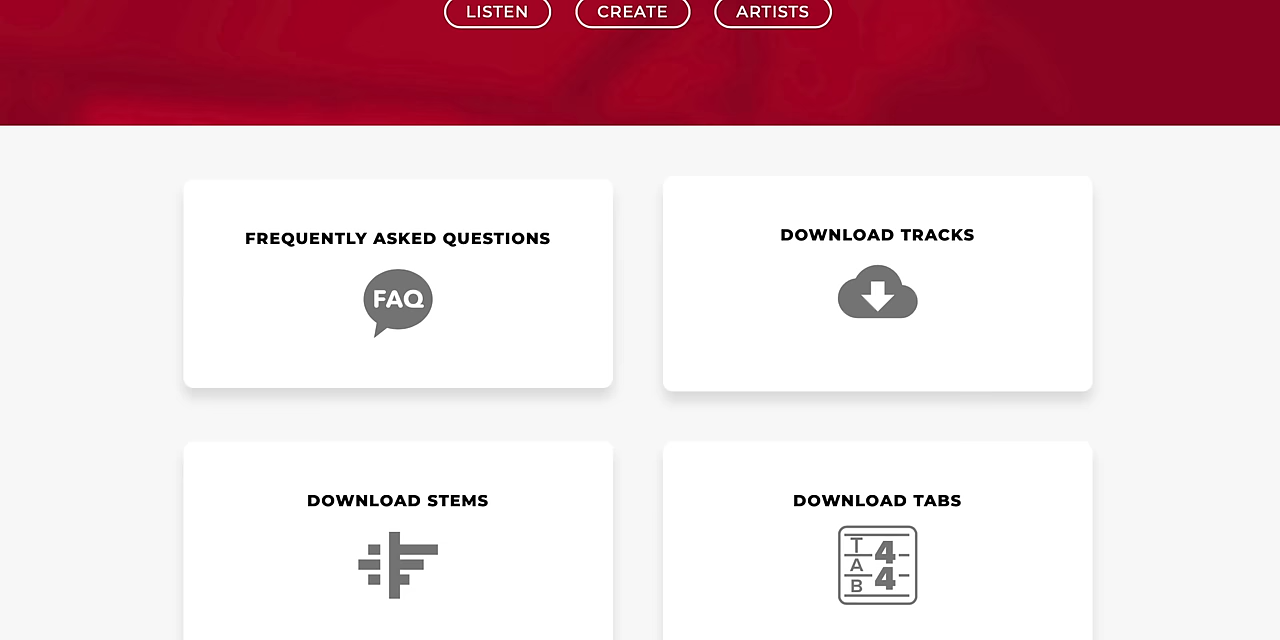 LISTEN CREATE ARTISTS
FREQUENTLY ASKED QUESTIONS
FAQ
DOWNLOAD TRACKS
DOWNLOAD STEMS
DOWNLOAD TABS
T 4
A
B 4